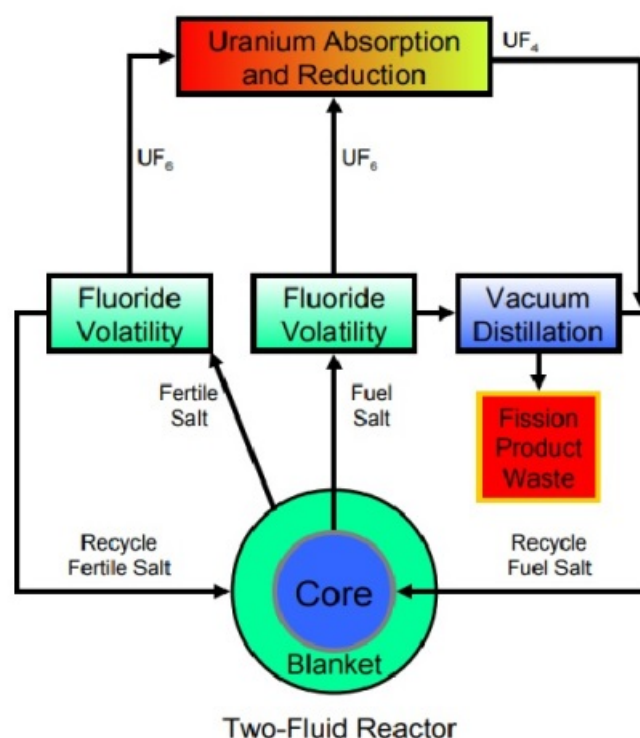 Uranium Absorption
and Reduction
UF₄
UF₆
UF₆
Fluoride
Volatility
Fluoride
Volatility
Vacuum
Distillation
Fertile
Salt
Fuel
Salt
Fission
Product
Waste
Recycle
Fertile Salt
Recycle
Fuel Salt
Core
Blanket
Two-Fluid Reactor